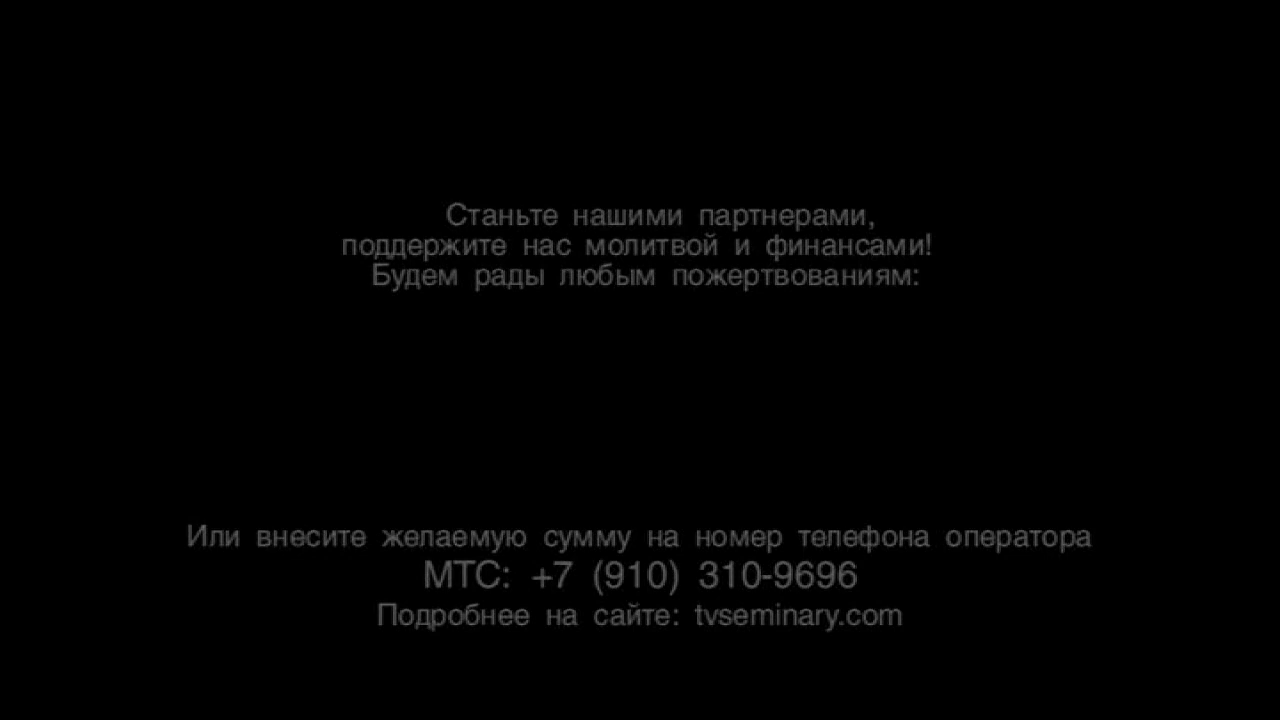 Станьте нашими партнерами,
поддержите нас молитвой и финансами!
Будем рады любым пожертвованиям:
Или внесите желаемую сумму на номер телефона оператора
МТС: +7 (910) 310-9696
Подробнее на сайте: tvseminary.com